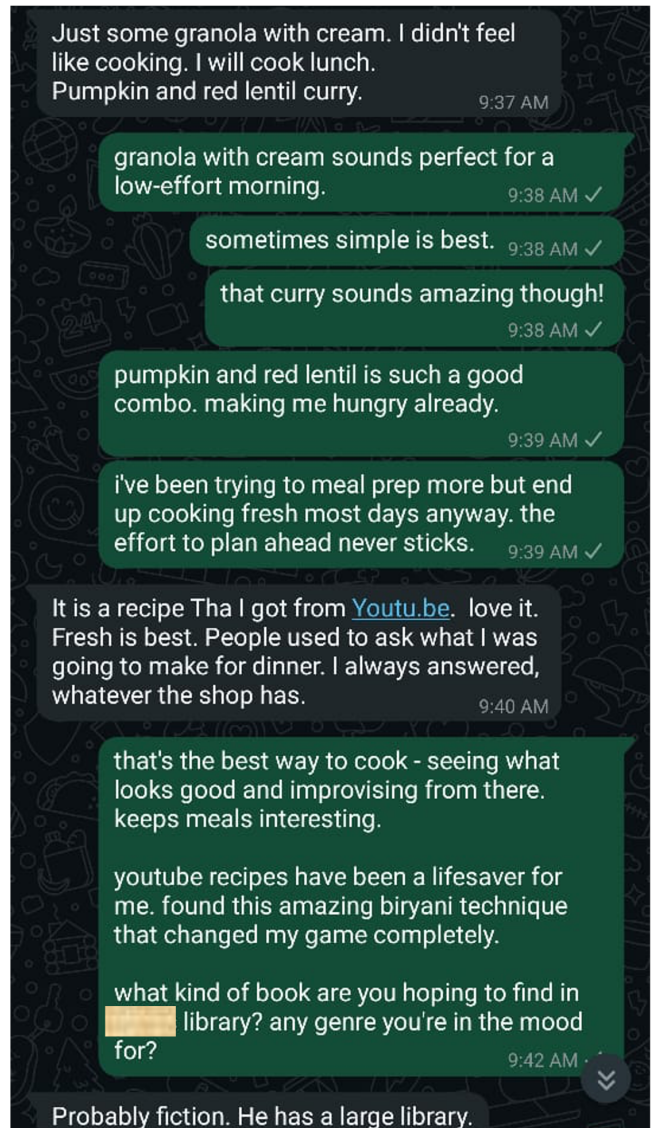 Just some granola with cream. I didn't feel
like cooking. I will cook lunch.
Pumpkin and red lentil curry.
9:37 AM
granola with cream sounds perfect for a
low-effort morning.
9:38 AM
sometimes simple is best.
9:38 AM
that curry sounds amazing though!
9:38 AM
pumpkin and red lentil is such a good
combo. making me hungry already.
9:39 AM
i've been trying to meal prep more but end
up cooking fresh most days anyway. the
effort to plan ahead never sticks.
9:39 AM
It is a recipe Tha I got from Youtu.be. love it.
Fresh is best. People used to ask what I was
going to make for dinner. I always answered,
whatever the shop has.
9:40 AM
that's the best way to cook - seeing what
looks good and improvising from there.
keeps meals interesting.
youtube recipes have been a lifesaver for
me. found this amazing biryani technique
that changed my game completely.
what kind of book are you hoping to find in
library? any genre you're in the mood
for?
9:42 AM
Probably fiction. He has a large library.